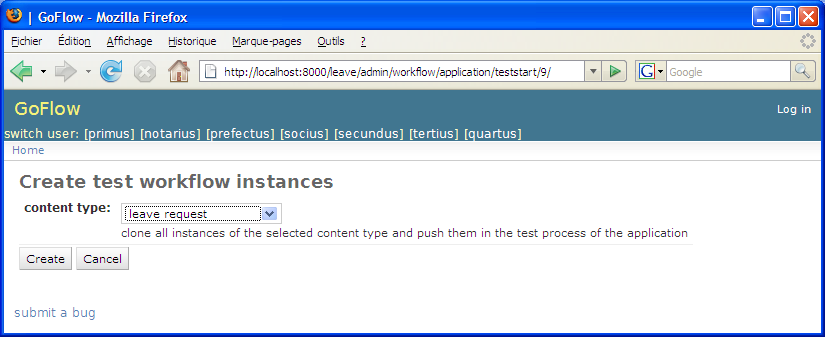 | GoFlow - Mozilla Firefox
Fichier Édition Affichage Historique Marque-pages Outils ?
http://localhost:8000/leave/admin/workflow/application/teststart/9/ G Google
GoFlow Log in
switch user: [primus] [notarius] [prefectus] [socius] [secundus] [tertius] [quartus]
Home
Create test workflow instances
content type: leave request
clone all instances of the selected content type and push them in the test process of the application
Create Cancel
submit a bug